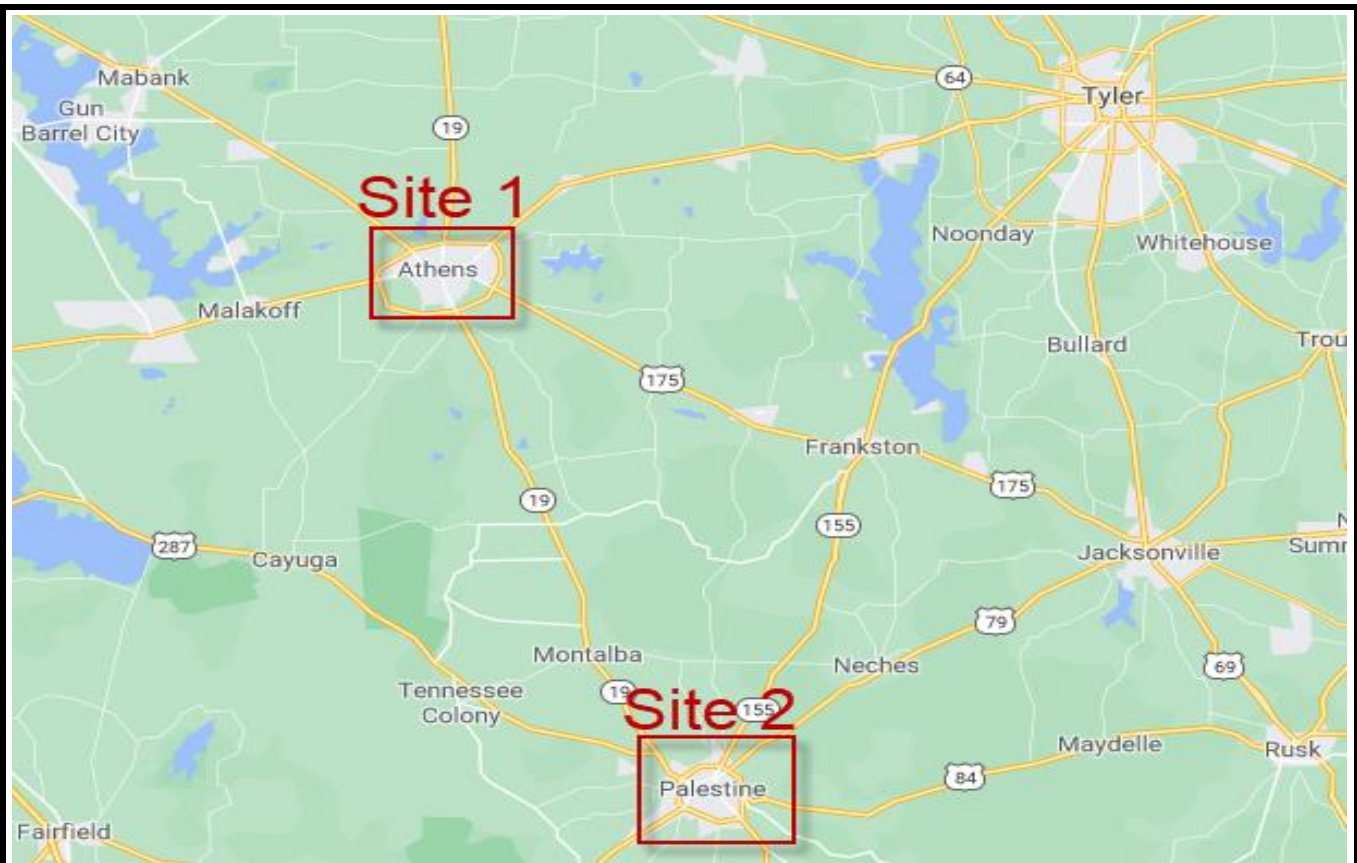 Mabank
Gun
Barrel City
64
Tyler
19
Site 1
Athens
Noonday
Whitehouse
Malakoff
Bullard
Trou
175
Frankston
175
19
155
N
Summ
287
Cayuga
Jacksonville
79
Montalba
Neches
69
Tennessee
Colony
19
Site 2
155
Maydelle
Rusk
84
Palestine
Fairfield